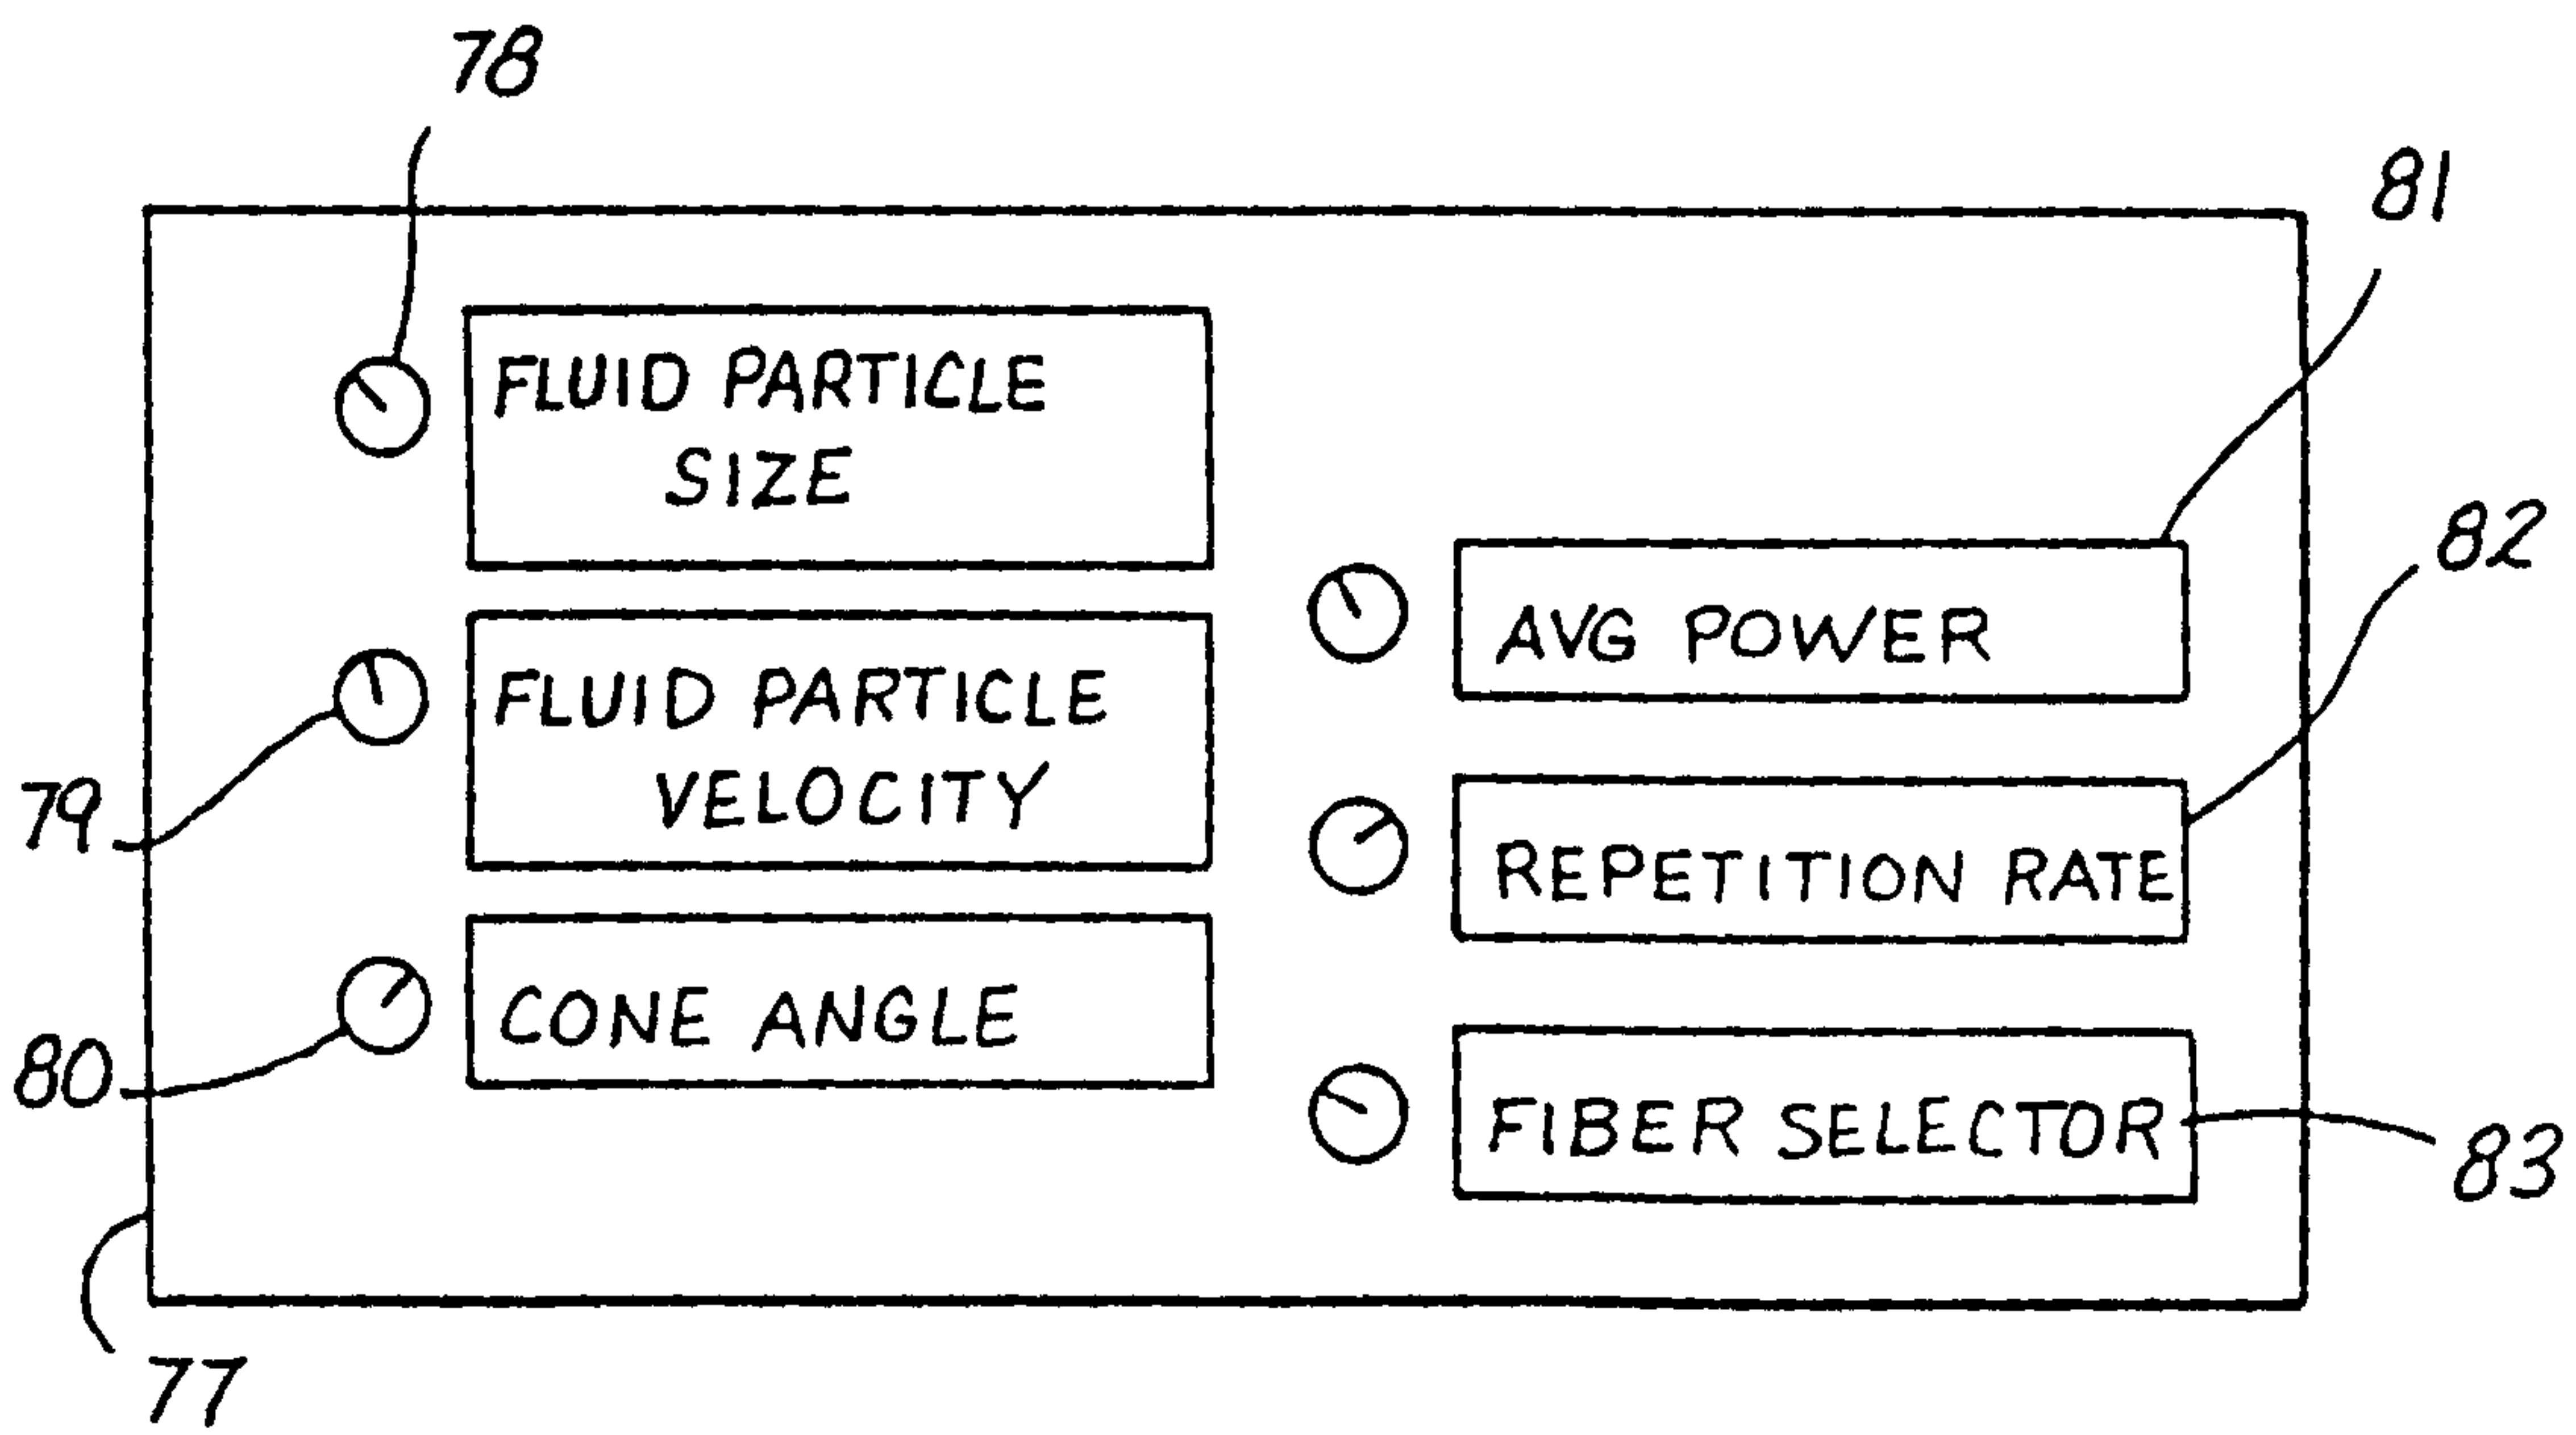 78
81
FLUID PARTICLE
SIZE
82
AVG POWER
FLUID PARTICLE
VELOCITY
79
REPETITION RATE
CONE ANGLE
80
FIBER SELECTOR
83
77